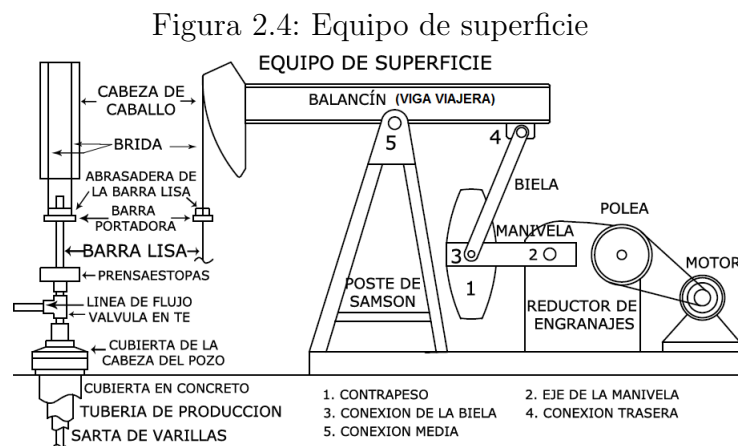 Figura 2.4: Equipo de superficie
EQUIPO DE SUPERFICIE
CABEZA DE
CABALLO
BALANCÍN (VIGA VIAJERA)
BRIDA
5
4
ABRASADERA DE
LA BARRA LISA
BARRA
PORTADORA
BIELA
BARRA LISA
MANIVELA
POLEA
3
2
MOTOR
PRENSAESTOPAS
1
LINEA DE FLUJO
VALVULA EN TE
POSTE DE
SAMSON
REDUCTOR DE
ENGRANAJES
CUBIERTA DE LA
CABEZA DEL POZO
CUBIERTA EN CONCRETO
TUBERIA DE PRODUCCION
SARTA DE VARILLAS
1. CONTRAPESO
2. EJE DE LA MANIVELA
3. CONEXION DE LA BIELA
4. CONEXION TRASERA
5. CONEXION MEDIA